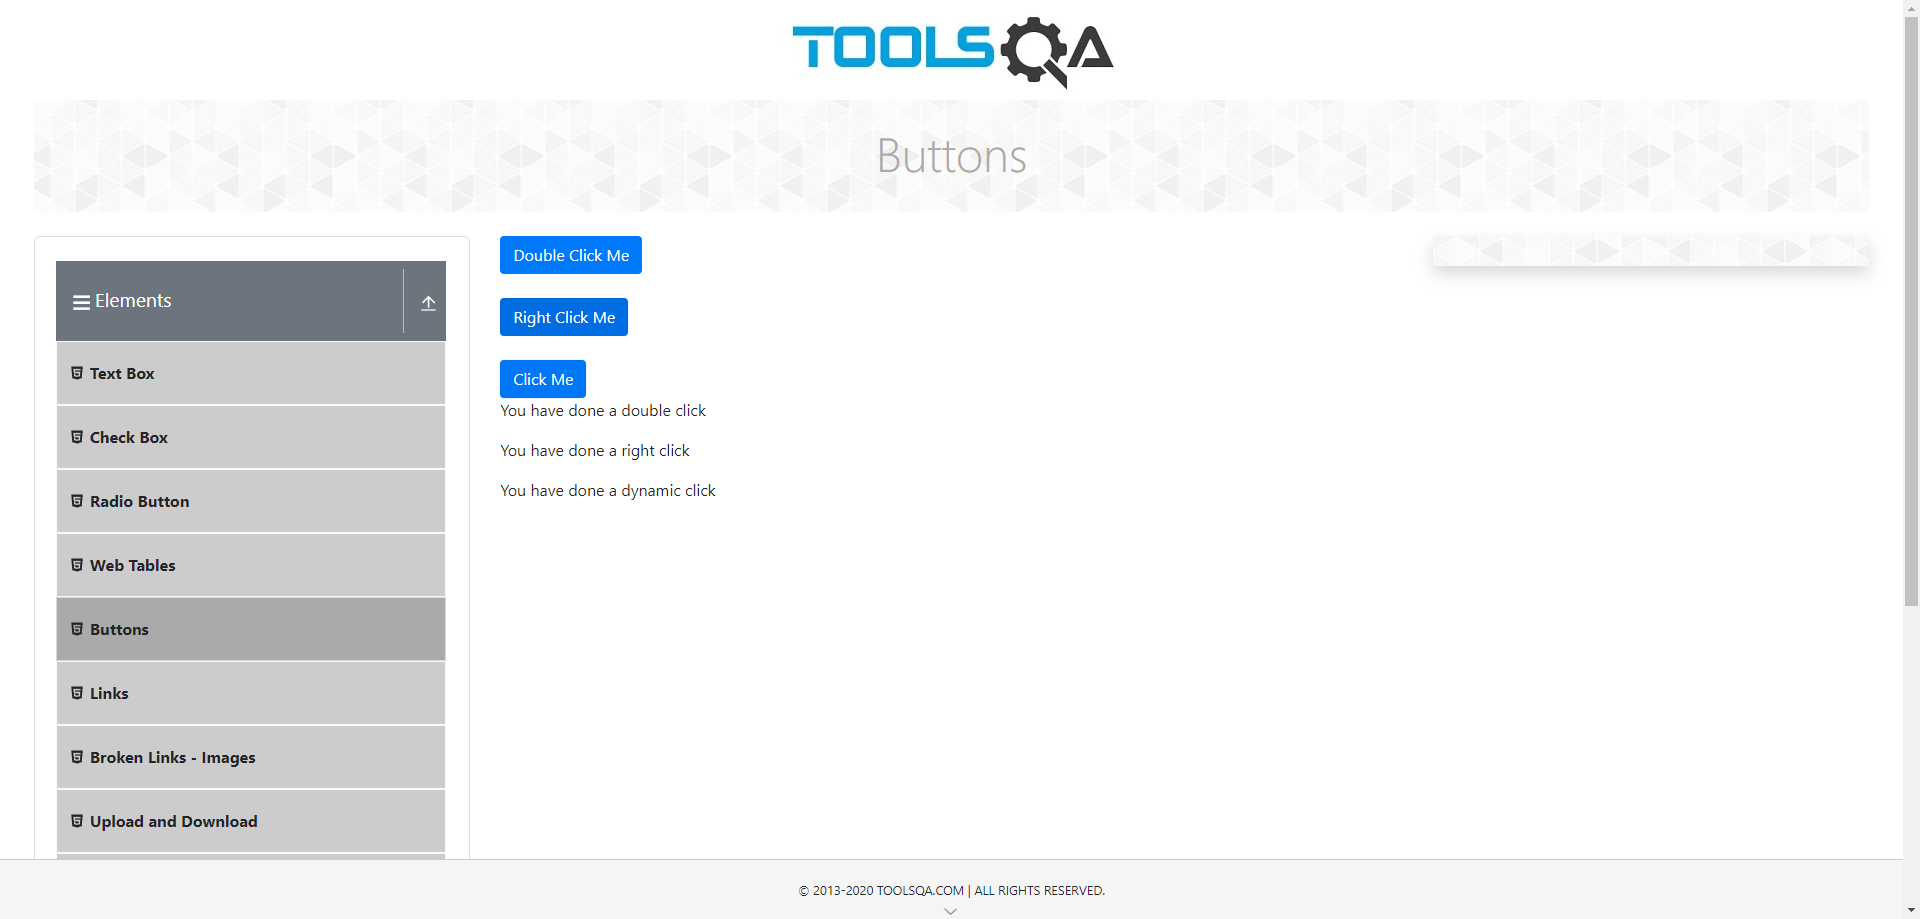 TOOLSQA
Buttons
Elements
Text Box
Check Box
Radio Button
Web Tables
Buttons
Links
Broken Links - Images
Upload and Download
Double Click Me
Right Click Me
Click Me
You have done a double click
You have done a right click
You have done a dynamic click
© 2013-2020 TOOLSQA.COM | ALL RIGHTS RESERVED.